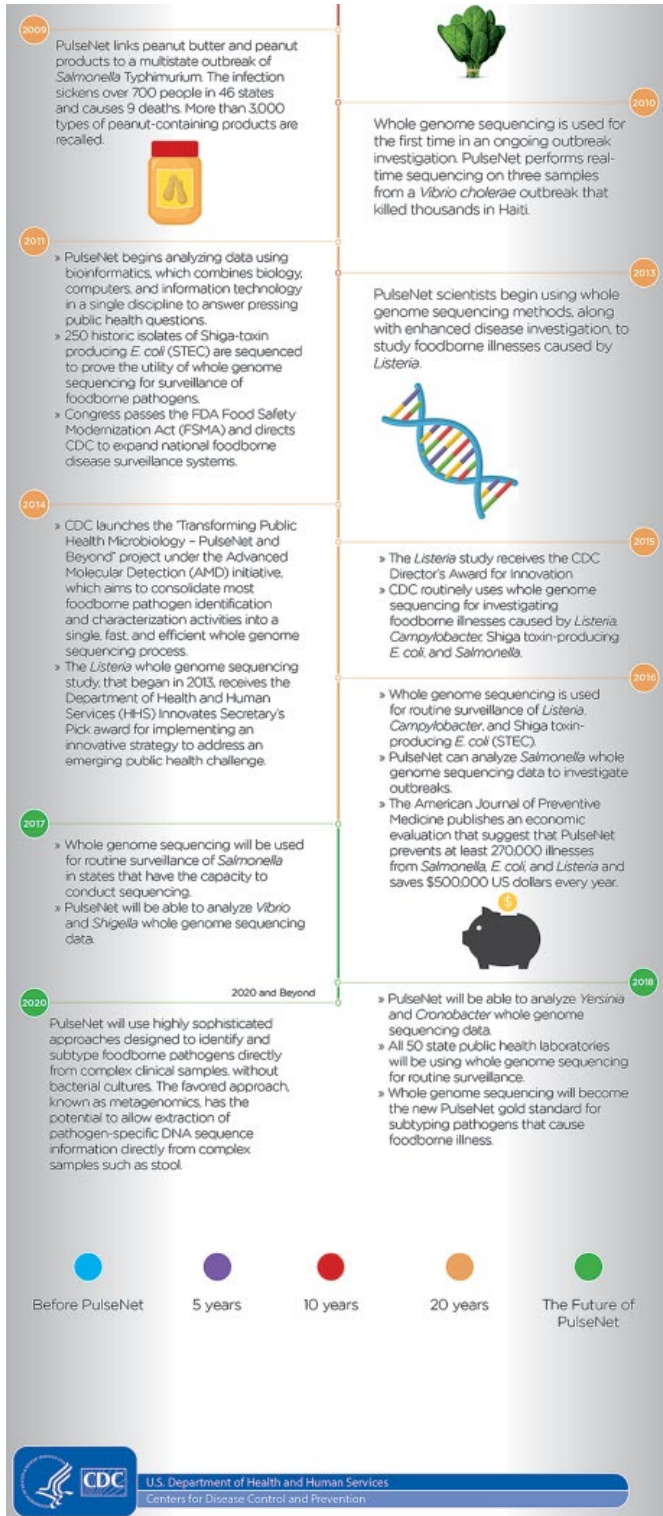 2009
PulseNet links peanut butter and peanut
products to a multistate outbreak of
Salmonella Typhimurium. The infection
sickens over 700 people in 46 states
and causes 9 deaths. More than 3,000
types of peanut-containing products are
recalled.
2010
Whole genome sequencing is used for
the first time in an ongoing outbreak
investigation. PulseNet performs real-
time sequencing on three samples
from a Vibrio cholerae outbreak that
killed thousands in Haiti.
2011
» PulseNet begins analyzing data using
bioinformatics, which combines biology,
computers, and information technology
in a single discipline to answer pressing
public health questions.
» 250 historic isolates of Shiga-toxin
producing E. coli (STEC) are sequenced
to prove the utility of whole genome
sequencing for surveillance of
foodborne pathogens.
» Congress passes the FDA Food Safety
Modernization Act (FSMA) and directs
CDC to expand national foodborne
disease surveillance systems.
2013
PulseNet scientists begin using whole
genome sequencing methods, along
with enhanced disease investigation, to
study foodborne illnesses caused by
Listeria.
2014
» CDC launches the "Transforming Public
Health Microbiology – PulseNet and
Beyond" project under the Advanced
Molecular Detection (AMD) initiative,
which aims to consolidate most
foodborne pathogen identification
and characterization activities into a
single, fast, and efficient whole genome
sequencing process.
» The Listeria whole genome sequencing
study, that began in 2013, receives the
Department of Health and Human
Services (HHS) Innovates Secretary's
Pick award for implementing an
innovative strategy to address an
emerging public health challenge.
2015
» The Listeria study receives the CDC
Director's Award for Innovation
» CDC routinely uses whole genome
sequencing for investigating
foodborne illnesses caused by Listeria,
Campylobacter, Shiga toxin-producing
E. coli, and Salmonella.
2016
» Whole genome sequencing is used
for routine surveillance of Listeria,
Campylobacter, and Shiga toxin-
producing E. coli (STEC).
» PulseNet can analyze Salmonella whole
genome sequencing data to investigate
outbreaks.
» The American Journal of Preventive
Medicine publishes an economic
evaluation that suggest that PulseNet
prevents at least 270,000 illnesses
from Salmonella, E. coli, and Listeria and
saves $500,000 US dollars every year.
$
2017
» Whole genome sequencing will be used
for routine surveillance of Salmonella
in states that have the capacity to
conduct sequencing.
» PulseNet will be able to analyze Vibrio
and Shigella whole genome sequencing
data.
2018
» PulseNet will be able to analyze Yersinia
and Cronobacter whole genome
sequencing data.
» All 50 state public health laboratories
will be using whole genome sequencing
for routine surveillance.
» Whole genome sequencing will become
the new PulseNet gold standard for
subtyping pathogens that cause
foodborne illness.
2020 and Beyond
2020
PulseNet will use highly sophisticated
approaches designed to identify and
subtype foodborne pathogens directly
from complex clinical samples, without
bacterial cultures. The favored approach,
known as metagenomics, has the
potential to allow extraction of
pathogen-specific DNA sequence
information directly from complex
samples such as stool.
Before PulseNet
5 years
10 years
20 years
The Future of
PulseNet
CDC
U.S. Department of Health and Human Services
Centers for Disease Control and Prevention